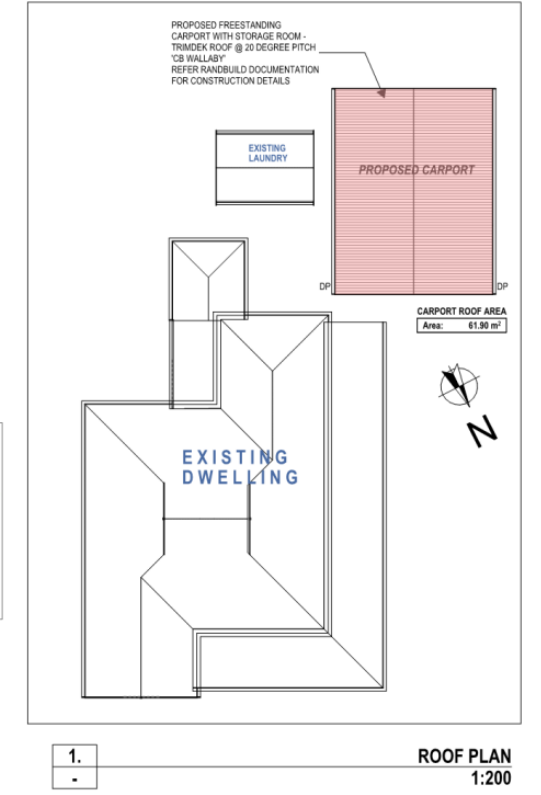 PROPOSED FREESTANDING
CARPORT WITH STORAGE ROOM -
TRIMDEK ROOF @ 20 DEGREE PITCH
'CB WALLABY'
REFER RANDBUILD DOCUMENTATION
FOR CONSTRUCTION DETAILS
EXISTING
LAUNDRY
PROPOSED CARPORT
DP
DP
CARPORT ROOF AREA
Area: 61.90 m²
N
EXISTING
DWELLING
1.
-
ROOF PLAN
1:200